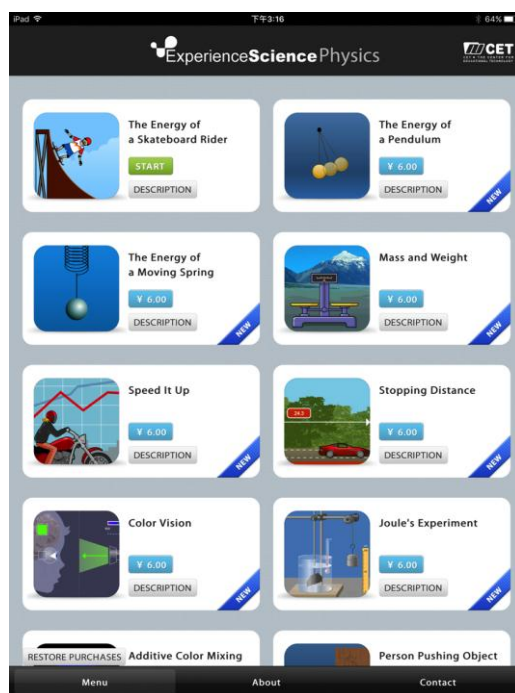 iPad 下午3:16 64%
ExperienceSciencePhysics
CET
The Energy of
a Skateboard Rider
START
DESCRIPTION
The Energy of
a Pendulum
¥ 6.00
DESCRIPTION
NEW
The Energy of
a Moving Spring
¥ 6.00
DESCRIPTION
NEW
Mass and Weight
¥ 6.00
DESCRIPTION
NEW
Speed It Up
¥ 6.00
DESCRIPTION
NEW
Stopping Distance
¥ 6.00
DESCRIPTION
NEW
Color Vision
¥ 6.00
DESCRIPTION
NEW
Joule's Experiment
¥ 6.00
DESCRIPTION
NEW
RESTORE PURCHASES
Additive Color Mixing
Person Pushing Object
Menu About Contact